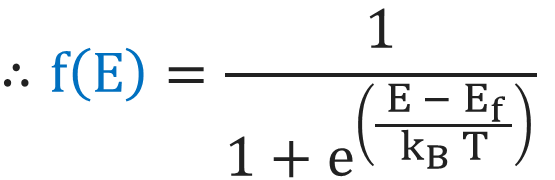 ∴ f(E) = 1 / (1 + e^((E − E_f) / (k_B T)))